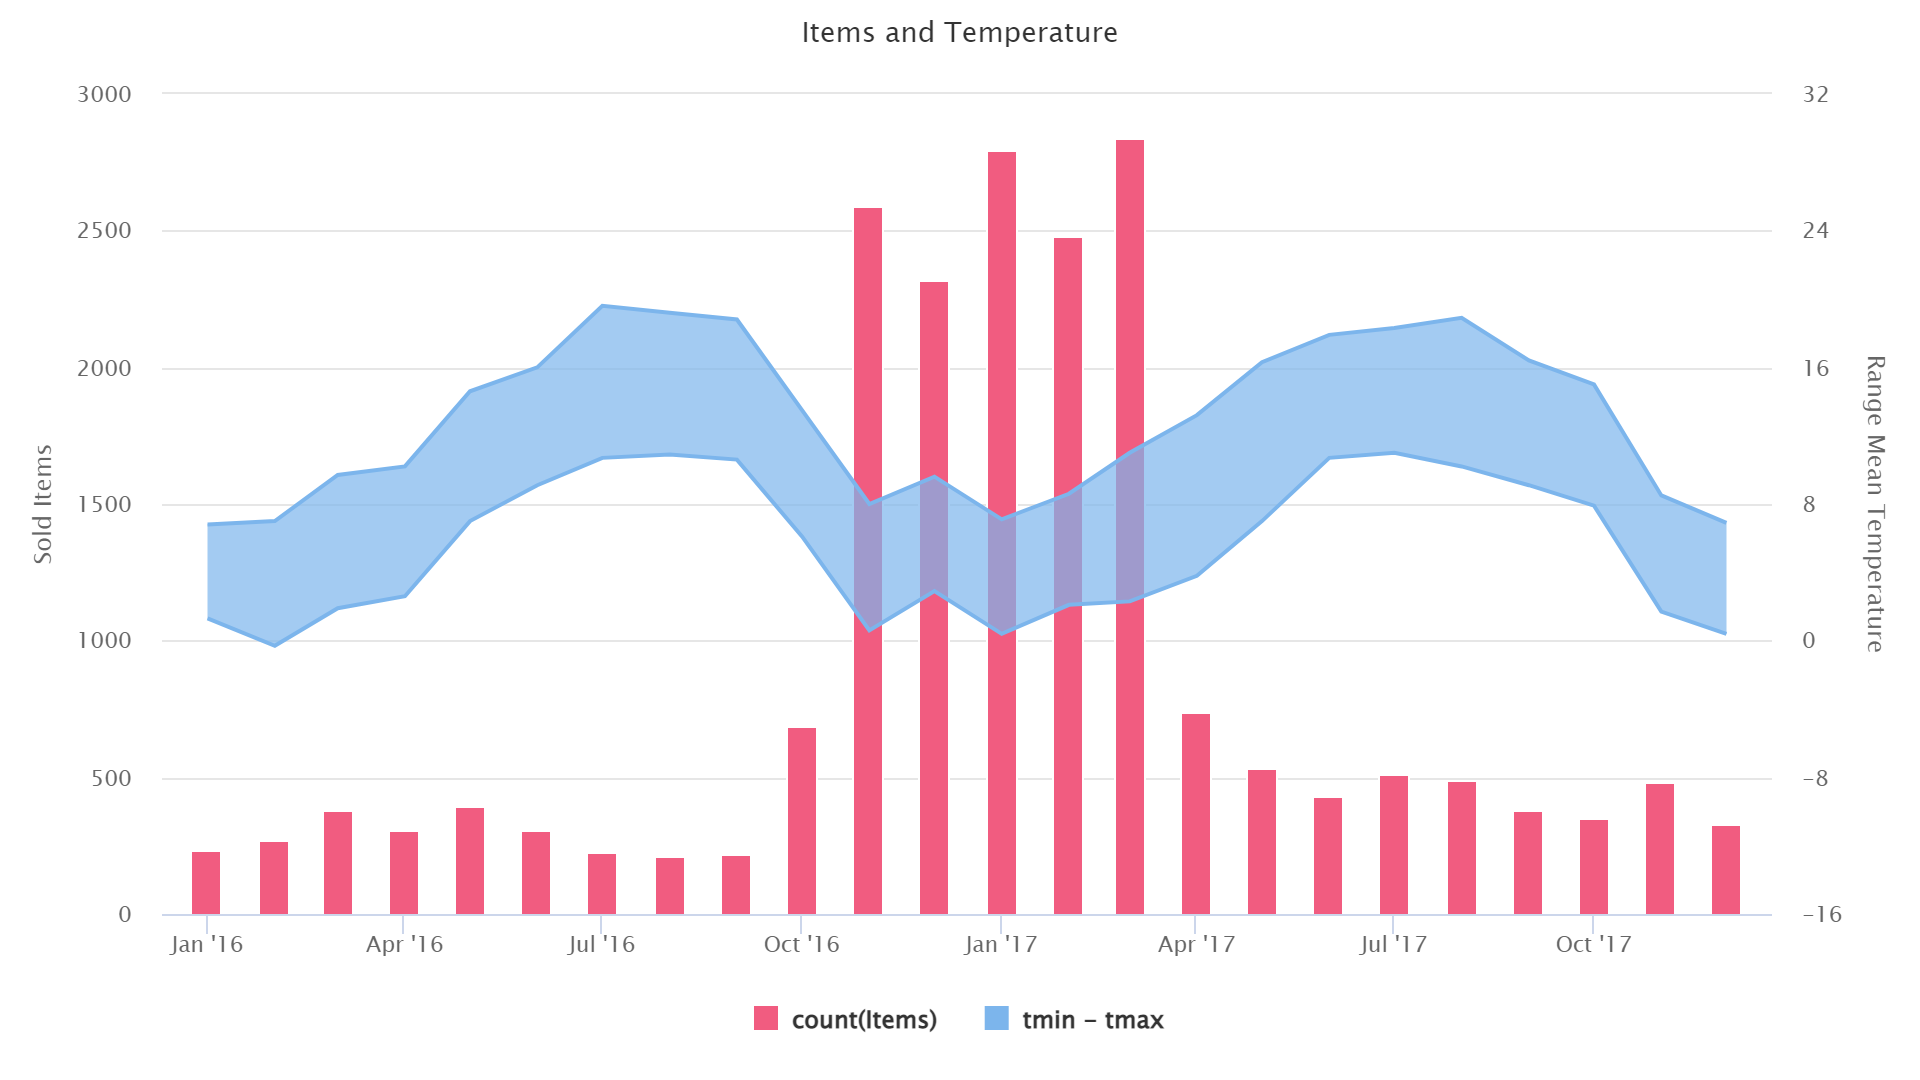 Items and Temperature
3000
2500
2000
1500
1000
500
0
Sold Items
32
24
16
8
0
−8
−16
Range Mean Temperature
Jan '16
Apr '16
Jul '16
Oct '16
Jan '17
Apr '17
Jul '17
Oct '17
count(Items)
tmin − tmax